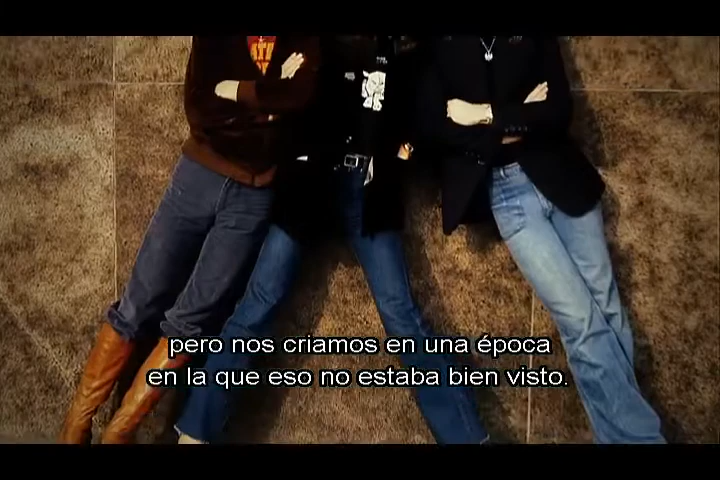 pero nos criamos en una época
en la que eso no estaba bien visto.